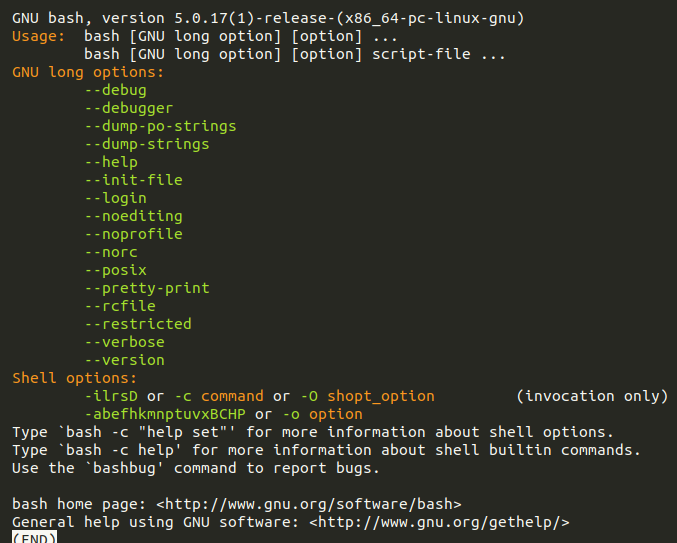 GNU bash, version 5.0.17(1)-release-(x86_64-pc-linux-gnu)
Usage:  bash [GNU long option] [option] ...
        bash [GNU long option] [option] script-file ...
GNU long options:
        --debug
        --debugger
        --dump-po-strings
        --dump-strings
        --help
        --init-file
        --login
        --noediting
        --noprofile
        --norc
        --posix
        --pretty-print
        --rcfile
        --restricted
        --verbose
        --version
Shell options:
        -ilrsD or -c command or -O shopt_option         (invocation only)
        -abefhkmnptuvxBCHP or -o option
Type `bash -c "help set"' for more information about shell options.
Type `bash -c help' for more information about shell builtin commands.
Use the `bashbug' command to report bugs.

bash home page: <http://www.gnu.org/software/bash>
General help using GNU software: <http://www.gnu.org/gethelp/>
(END)